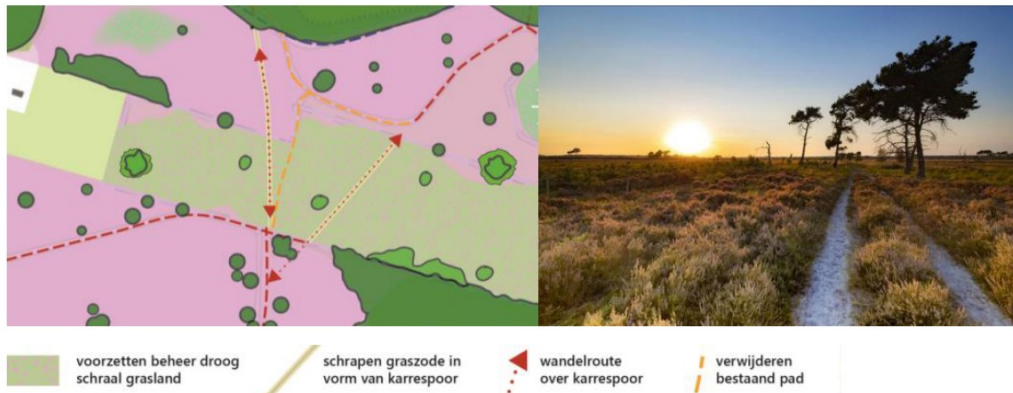 voorzetten beheer droog
schraal grasland
schrapen graszode in
vorm van karrespoor
wandelroute
over karrespoor
verwijderen
bestaand pad